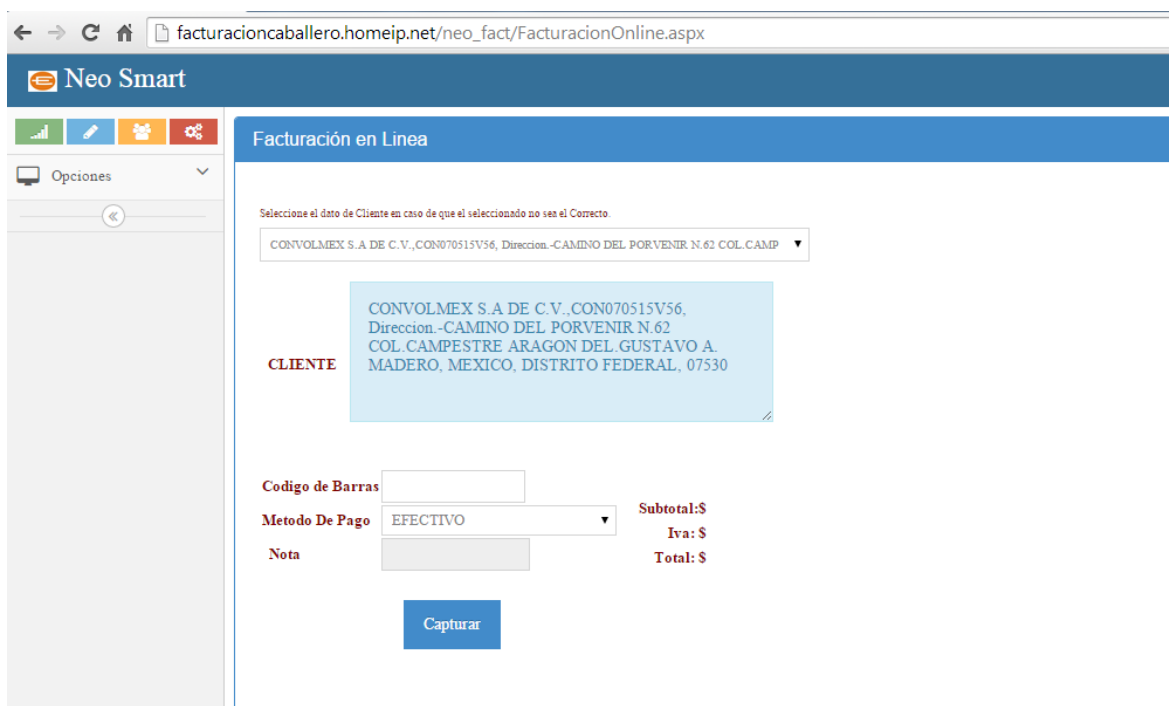 facturacioncaballero.homeip.net/neo_fact/FacturacionOnline.aspx
Neo Smart
Opciones
Facturación en Linea
Seleccione el dato de Cliente en caso de que el seleccionado no sea el Correcto.
CONVOLMEX S.A DE C.V.,CON070515V56, Direccion.-CAMINO DEL PORVENIR N.62 COL.CAMP
CLIENTE
CONVOLMEX S.A DE C.V.,CON070515V56,
Direccion.-CAMINO DEL PORVENIR N.62
COL.CAMPESTRE ARAGON DEL.GUSTAVO A.
MADERO, MEXICO, DISTRITO FEDERAL, 07530
Codigo de Barras
Metodo De Pago EFECTIVO
Nota
Subtotal:$
Iva: $
Total: $
Capturar